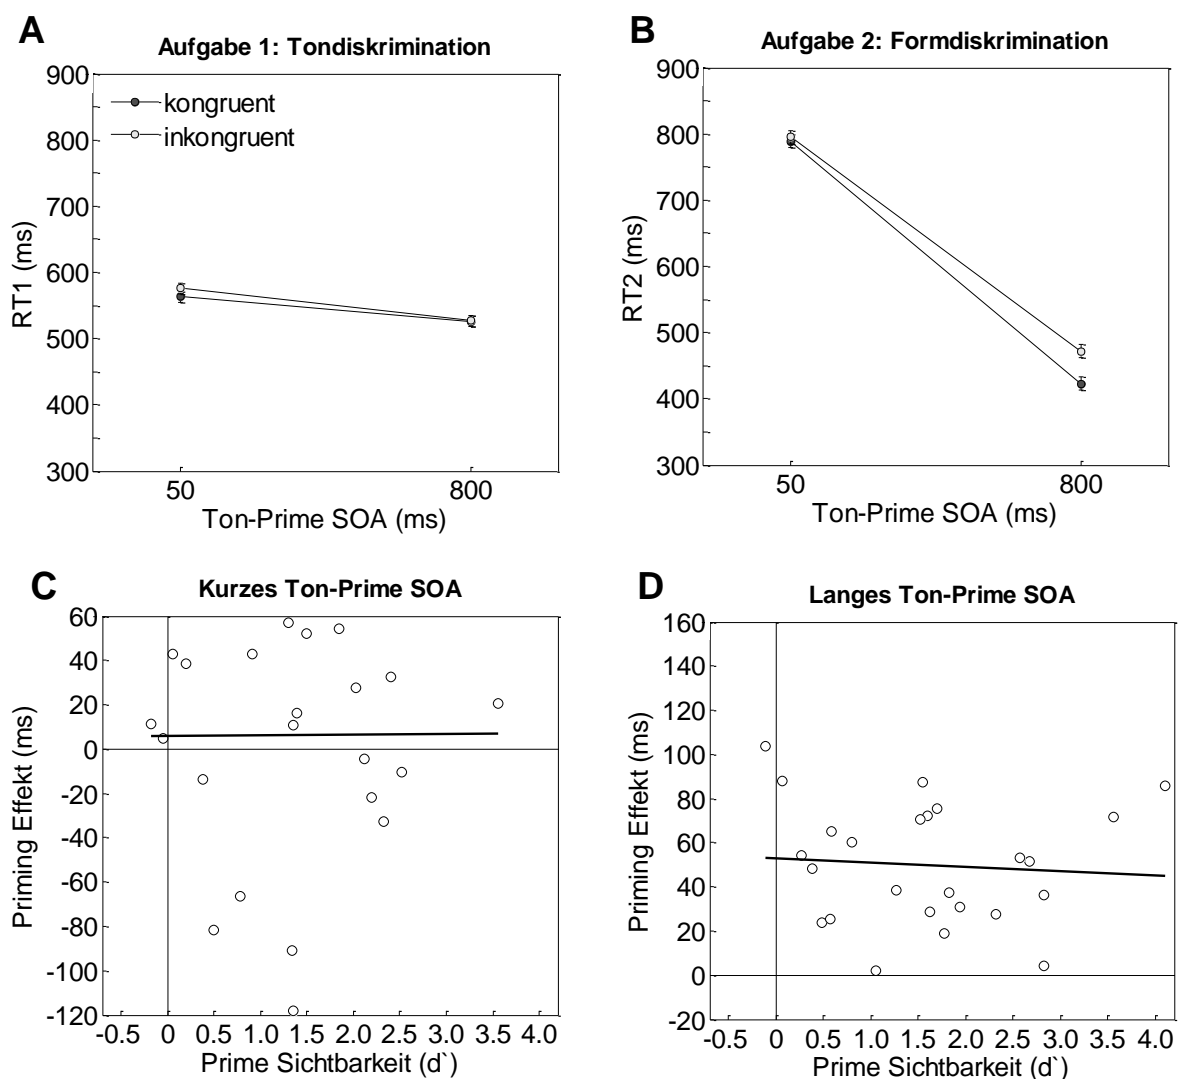 A
Aufgabe 1: Tondiskrimination
900
800
700
600
500
400
300
RT1 (ms)
kongruent
inkongruent
50
800
Ton-Prime SOA (ms)
B
Aufgabe 2: Formdiskrimination
900
800
700
600
500
400
300
RT2 (ms)
50
800
Ton-Prime SOA (ms)
C
Kurzes Ton-Prime SOA
60
40
20
0
-20
-40
-60
-80
-100
-120
Priming Effekt (ms)
-0.5 0 0.5 1.0 1.5 2.0 2.5 3.0 3.5 4.0
Prime Sichtbarkeit (d`)
D
Langes Ton-Prime SOA
160
140
120
100
80
60
40
20
0
-20
Priming Effekt (ms)
-0.5 0 0.5 1.0 1.5 2.0 2.5 3.0 3.5 4.0
Prime Sichtbarkeit (d`)